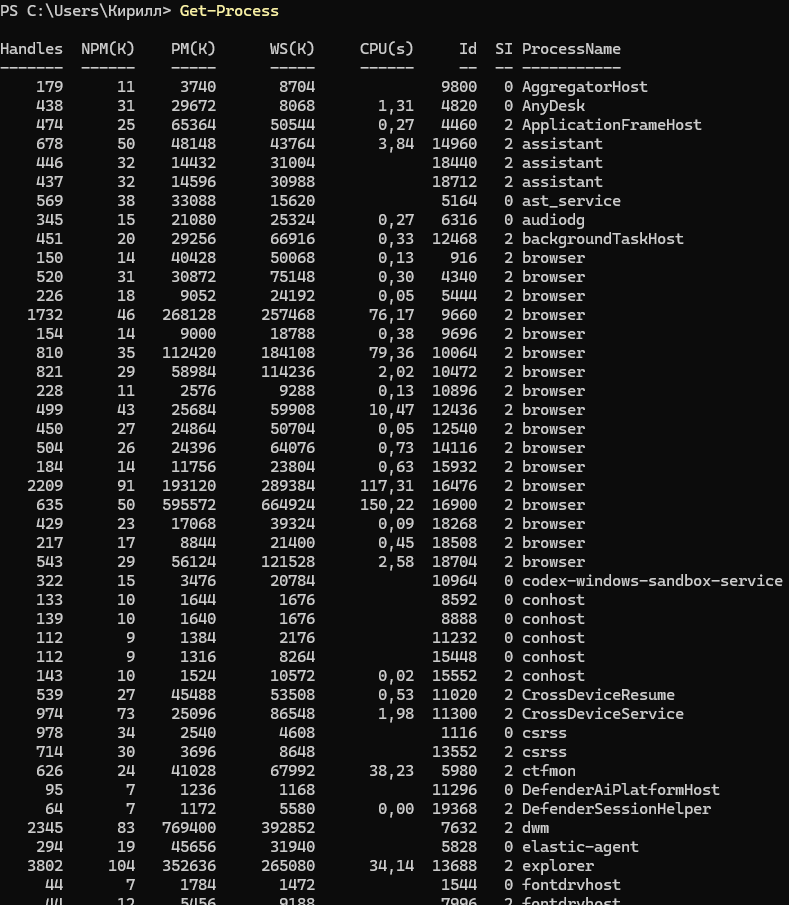 PS C:\Users\Кирилл> Get-Process
Handles NPM(K) PM(K) WS(K) CPU(s) Id SI ProcessName
------- ------ ----- ----- ------ -- -- -----------
179 11 3740 8704 9800 0 AggregatorHost
438 31 29672 8068 1,31 4820 0 AnyDesk
474 25 65364 50544 0,27 4460 2 ApplicationFrameHost
678 50 48148 43764 3,84 14960 2 assistant
446 32 14432 31004 18440 2 assistant
437 32 14596 30988 18712 2 assistant
569 38 33088 15620 5164 0 ast_service
345 15 21080 25324 0,27 6316 0 audiodg
451 20 29256 66916 0,33 12468 2 backgroundTaskHost
150 14 40428 50068 0,13 916 2 browser
520 31 30872 75148 0,30 4340 2 browser
226 18 9052 24192 0,05 5444 2 browser
1732 46 268128 257468 76,17 9660 2 browser
154 14 9000 18788 0,38 9696 2 browser
810 35 112420 184108 79,36 10064 2 browser
821 29 58984 114236 2,02 10472 2 browser
228 11 2576 9288 0,13 10896 2 browser
499 43 25684 59908 10,47 12436 2 browser
450 27 24864 50704 0,05 12540 2 browser
504 26 24396 64076 0,73 14116 2 browser
184 14 11756 23804 0,63 15932 2 browser
2209 91 193120 289384 117,31 16476 2 browser
635 50 595572 664924 150,22 16900 2 browser
429 23 17068 39324 0,09 18268 2 browser
217 17 8844 21400 0,45 18508 2 browser
543 29 56124 121528 2,58 18704 2 browser
322 15 3476 20784 10964 0 codex-windows-sandbox-service
133 10 1644 1676 8592 0 conhost
139 10 1640 1676 8888 0 conhost
112 9 1384 2176 11232 0 conhost
112 9 1316 8264 15448 0 conhost
143 10 1524 10572 0,02 15552 2 conhost
539 27 45488 53508 0,53 11020 2 CrossDeviceResume
974 73 25096 86548 1,98 11300 2 CrossDeviceService
978 34 2540 4608 1116 0 csrss
714 30 3696 8648 13552 2 csrss
626 24 41028 67992 38,23 5980 2 ctfmon
95 7 1236 1168 11296 0 DefenderAiPlatformHost
64 7 1172 5580 0,00 19368 2 DefenderSessionHelper
2345 83 769400 392852 7632 2 dwm
294 19 45656 31940 5828 0 elastic-agent
3802 104 352636 265080 34,14 13688 2 explorer
44 7 1784 1472 1544 0 fontdrvhost
44 12 5456 9188 7996 2 fontdrvhost